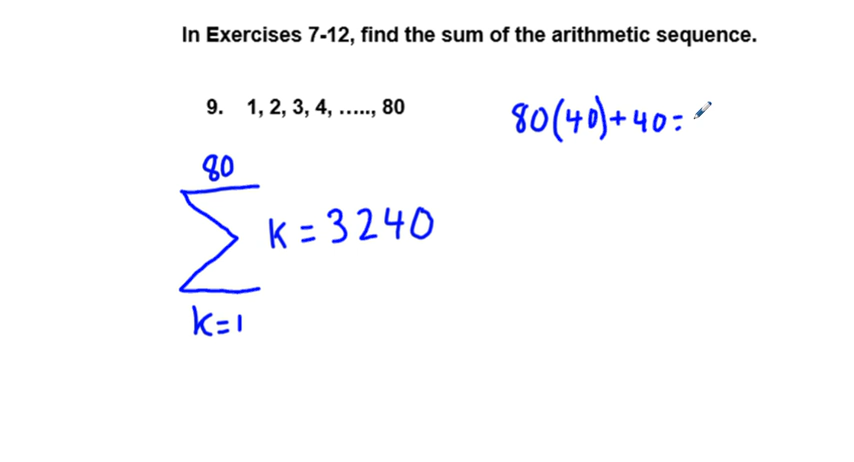 In Exercises 7-12, find the sum of the arithmetic sequence.
9. 1, 2, 3, 4, ....., 80
80(40)+40=
80
∑ k = 3240
k=1